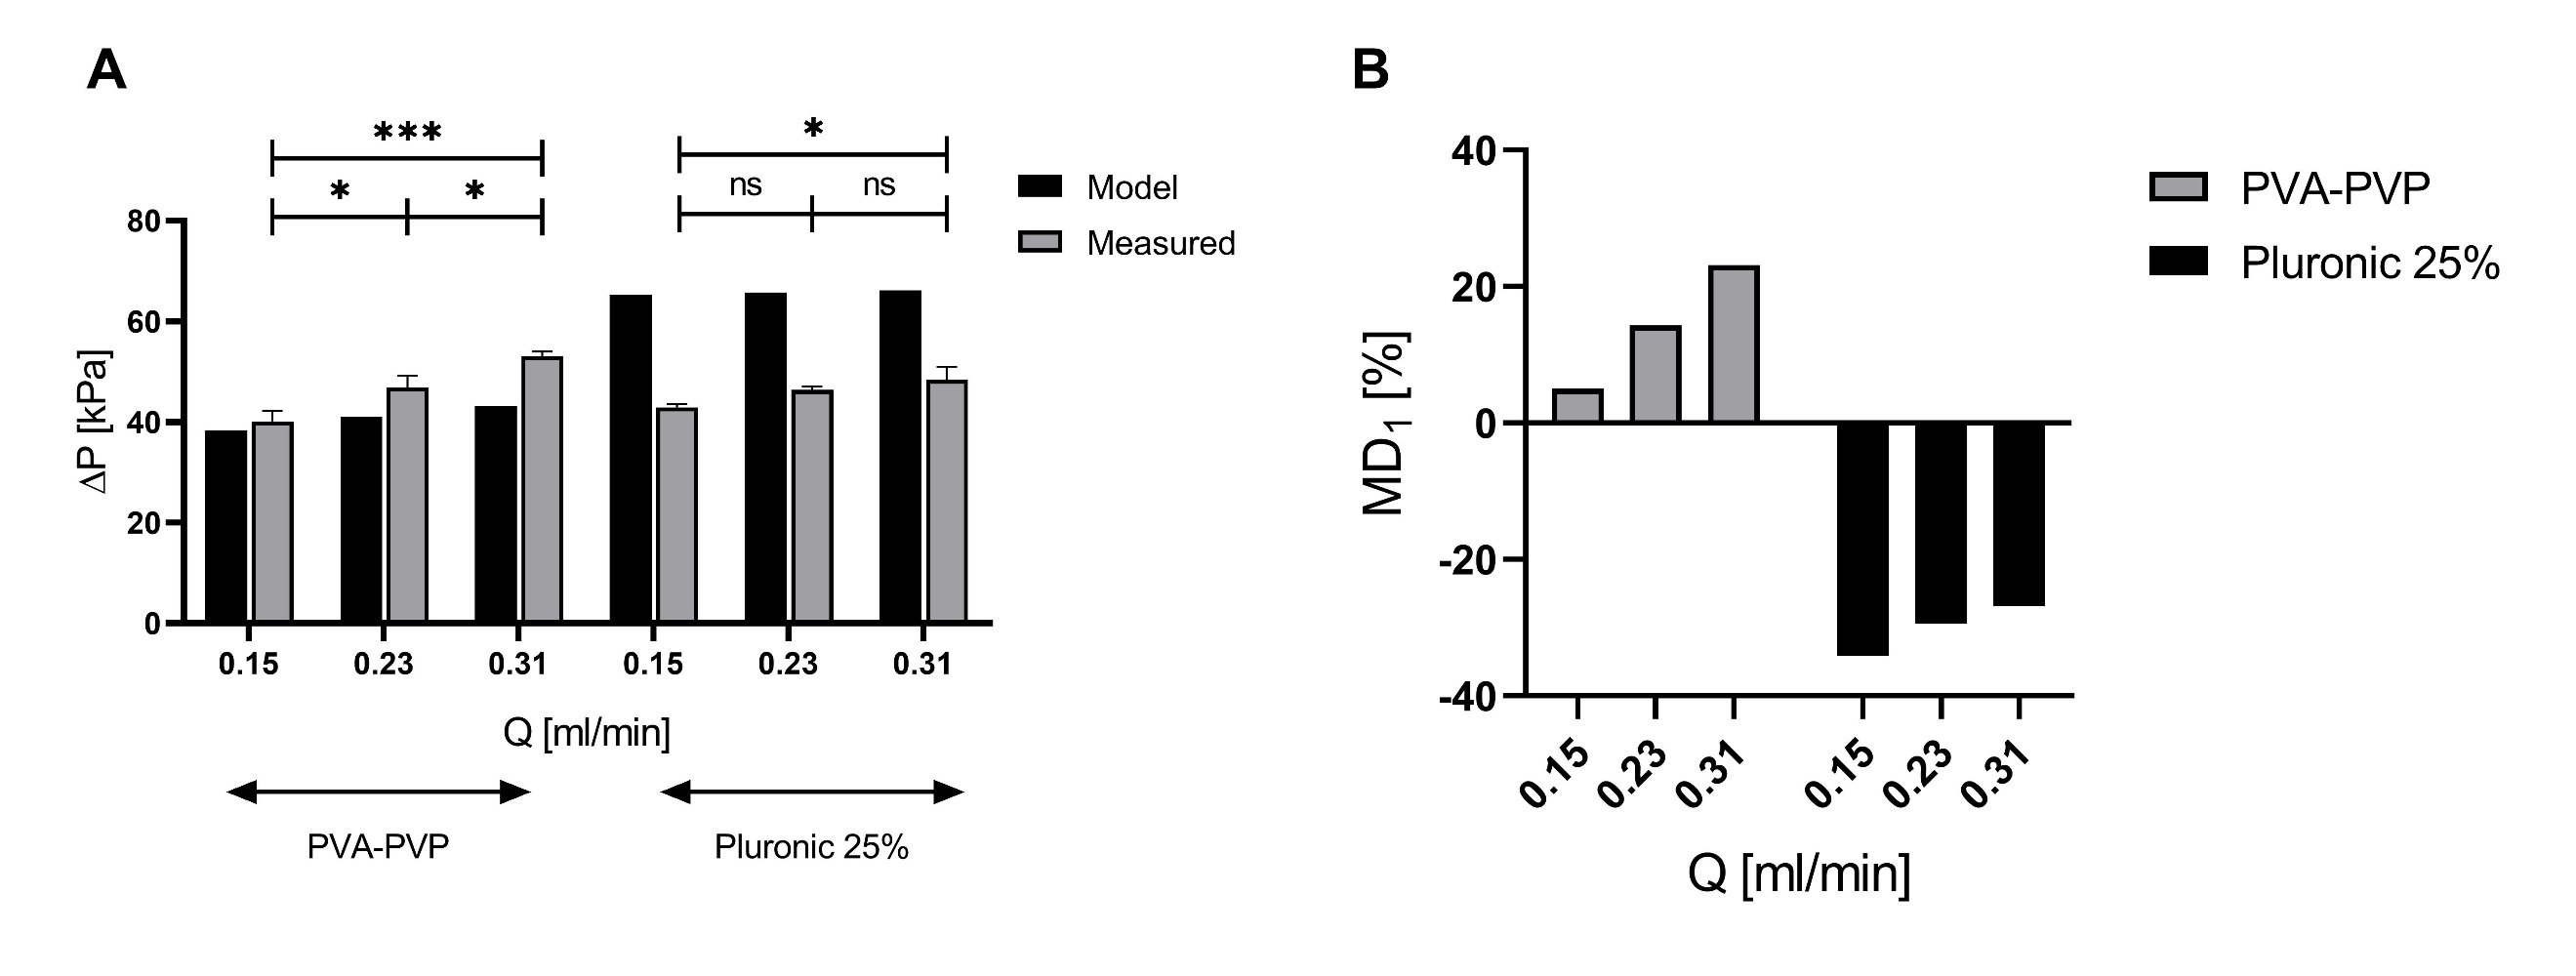 A
***
* *
* 
ns ns
80
60
40
20
0
ΔP [kPa]
0.15 0.23 0.31 0.15 0.23 0.31
Q [ml/min]
PVA-PVP Pluronic 25%
Model
Measured
B
40
20
0
-20
-40
MD1 [%]
0.15 0.23 0.31 0.15 0.23 0.31
Q [ml/min]
PVA-PVP
Pluronic 25%